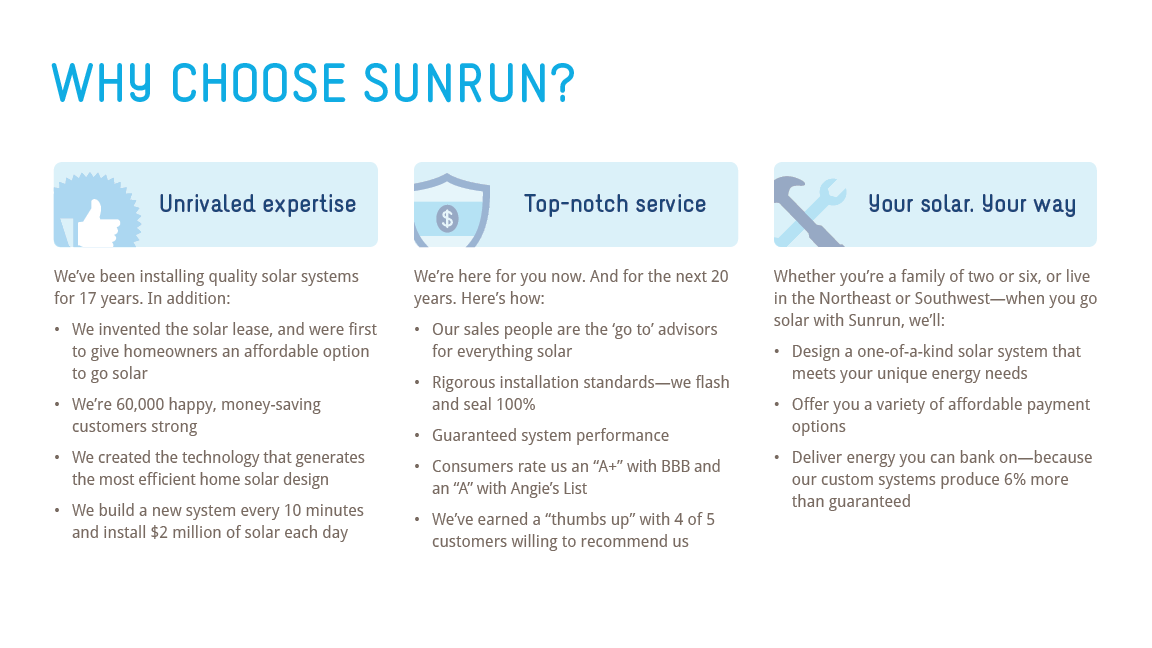 WHY CHOOSE SUNRUN?
Unrivaled expertise
We’ve been installing quality solar systems
for 17 years. In addition:
• We invented the solar lease, and were first
to give homeowners an affordable option
to go solar
• We’re 60,000 happy, money-saving
customers strong
• We created the technology that generates
the most efficient home solar design
• We build a new system every 10 minutes
and install $2 million of solar each day
$
Top-notch service
We’re here for you now. And for the next 20
years. Here’s how:
• Our sales people are the ‘go to’ advisors
for everything solar
• Rigorous installation standards—we flash
and seal 100%
• Guaranteed system performance
• Consumers rate us an “A+” with BBB and
an “A” with Angie’s List
• We’ve earned a “thumbs up” with 4 of 5
customers willing to recommend us
Your solar. Your way
Whether you’re a family of two or six, or live
in the Northeast or Southwest—when you go
solar with Sunrun, we’ll:
• Design a one-of-a-kind solar system that
meets your unique energy needs
• Offer you a variety of affordable payment
options
• Deliver energy you can bank on—because
our custom systems produce 6% more
than guaranteed